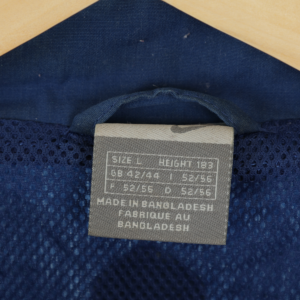 SIZE L HEIGHT 183
GB 42/44 I 52/56
F 52/56 D 52/56
MADE IN BANGLADESH
FABRIQUE AU
BANGLADESH